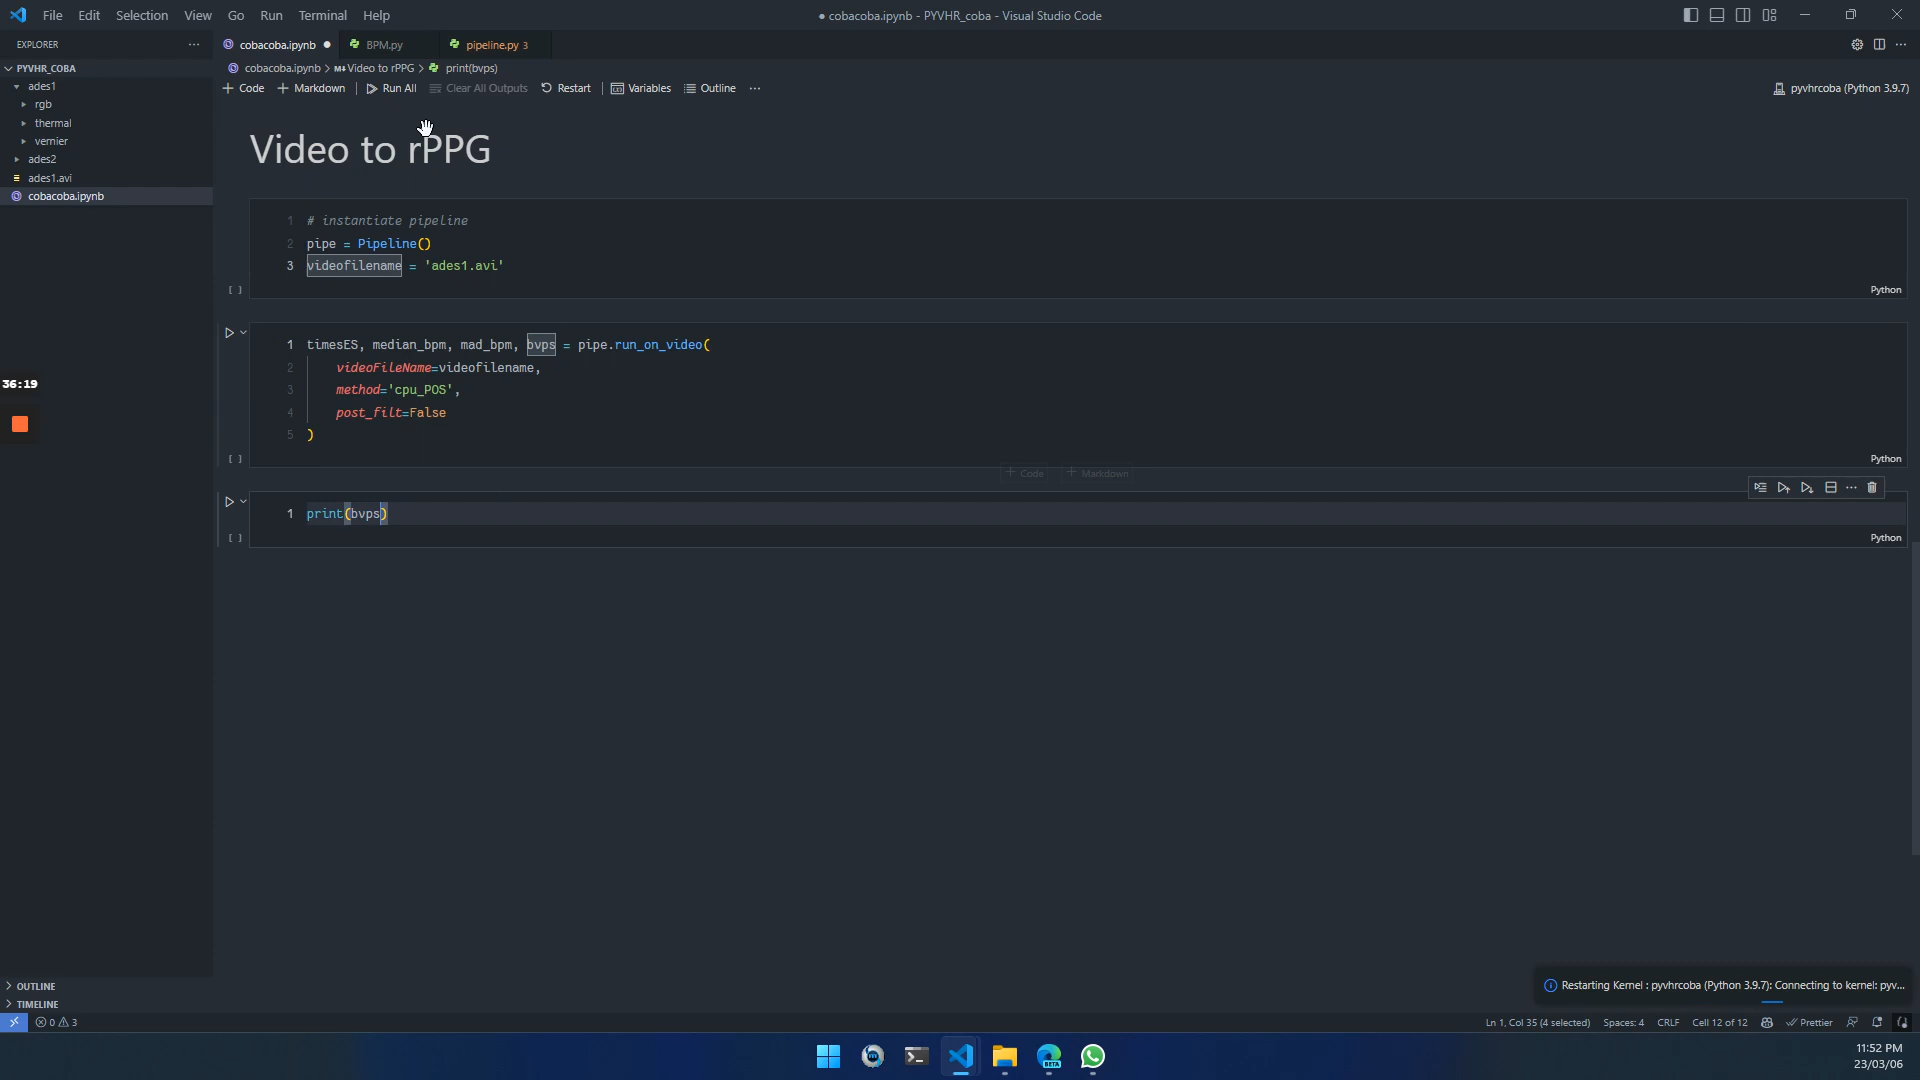 File Edit Selection View Go Run Terminal Help
● cobacoba.ipynb - PYVHR_coba - Visual Studio Code
EXPLORER
PYVHR_COBA
ades1
rgb
thermal
vernier
ades2
ades1.avi
cobacoba.ipynb
36:19
OUTLINE
TIMELINE
cobacoba.ipynb ● BPM.py pipeline.py 3
cobacoba.ipynb > M↓ Video to rPPG > print(bvps)
+ Code + Markdown | Run All Clear All Outputs Restart | Variables Outline ...
pyvhrcoba (Python 3.9.7)
Video to rPPG
1 # instantiate pipeline
2 pipe = Pipeline()
3 videofilename = 'ades1.avi'
[ ] Python
1 timesES, median_bpm, mad_bpm, bvps = pipe.run_on_video(
2 videoFileName=videofilename,
3 method='cpu_POS',
4 post_filt=False
5 )
[ ] Python
+ Code + Markdown
1 print(bvps)
[ ] Python
Restarting Kernel : pyvhrcoba (Python 3.9.7): Connecting to kernel: pyv...
0 3
Ln 1, Col 35 (4 selected) Spaces: 4 CRLF Cell 12 of 12 Prettier
BETA
11:52 PM
23/03/06